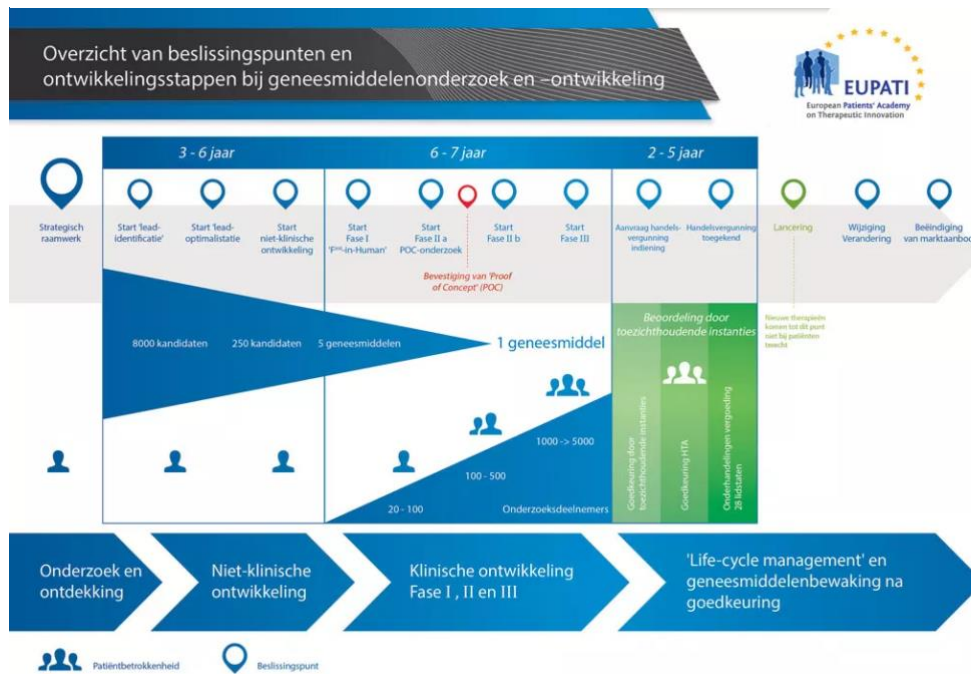 Overzicht van beslissingspunten en
ontwikkelingsstappen bij geneesmiddelenonderzoek en –ontwikkeling
EUPATI
European Patients' Academy
on Therapeutic Innovation
3 - 6 jaar
6 - 7 jaar
2 - 5 jaar
Strategisch
raamwerk
Start 'lead-
identificatie'
Start 'lead-
optimalistatie
Start
niet-klinische
ontwikkeling
Start
Fase I
'First-in-Human'
Start
Fase II a
POC-onderzoek
Bevestiging van 'Proof
of Concept' (POC)
Start
Fase II b
Start
Fase III
Aanvraag handels-
vergunning
indiening
Handelsvergunning
toegekend
Lancering
Wijziging
Verandering
Beëindiging
van marktaanbod
8000 kandidaten
250 kandidaten
5 geneesmiddelen
1 geneesmiddel
Beoordeling door
toezichthoudende instanties
Nieuwe therapieën
komen tot dit punt
niet bij patiënten
terecht
20 - 100
100 - 500
1000 -> 5000
Onderzoeksdeelnemers
Goedkeuring door
toezichthoudende instanties
Goedkeuring HTA
Onderhandelingen vergoeding
28 lidstaten
Onderzoek en
ontdekking
Niet-klinische
ontwikkeling
Klinische ontwikkeling
Fase I , II en III
'Life-cycle management' en
geneesmiddelenbewaking na
goedkeuring
Patiëntbetrokkenheid
Beslissingspunt